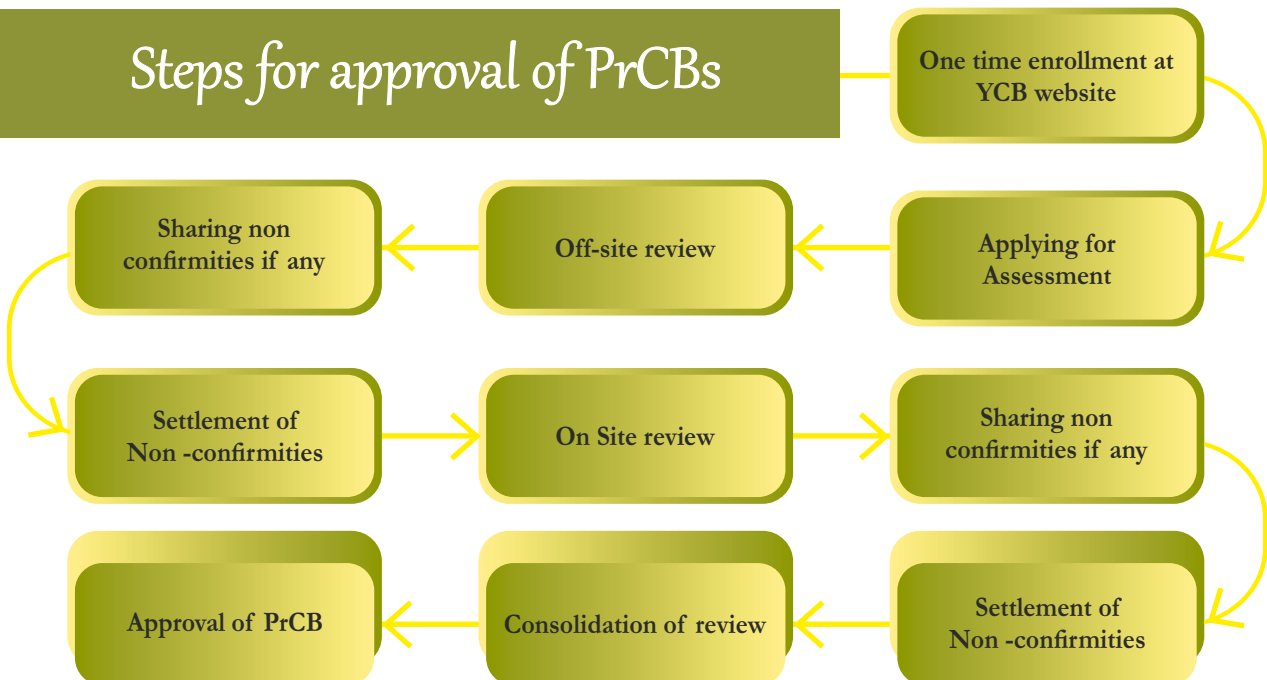 Steps for approval of PrCBs
One time enrollment at
YCB website
Applying for
Assessment
Off-site review
Sharing non
confirmities if any
Settlement of
Non -confirmities
On Site review
Sharing non
confirmities if any
Settlement of
Non -confirmities
Consolidation of review
Approval of PrCB